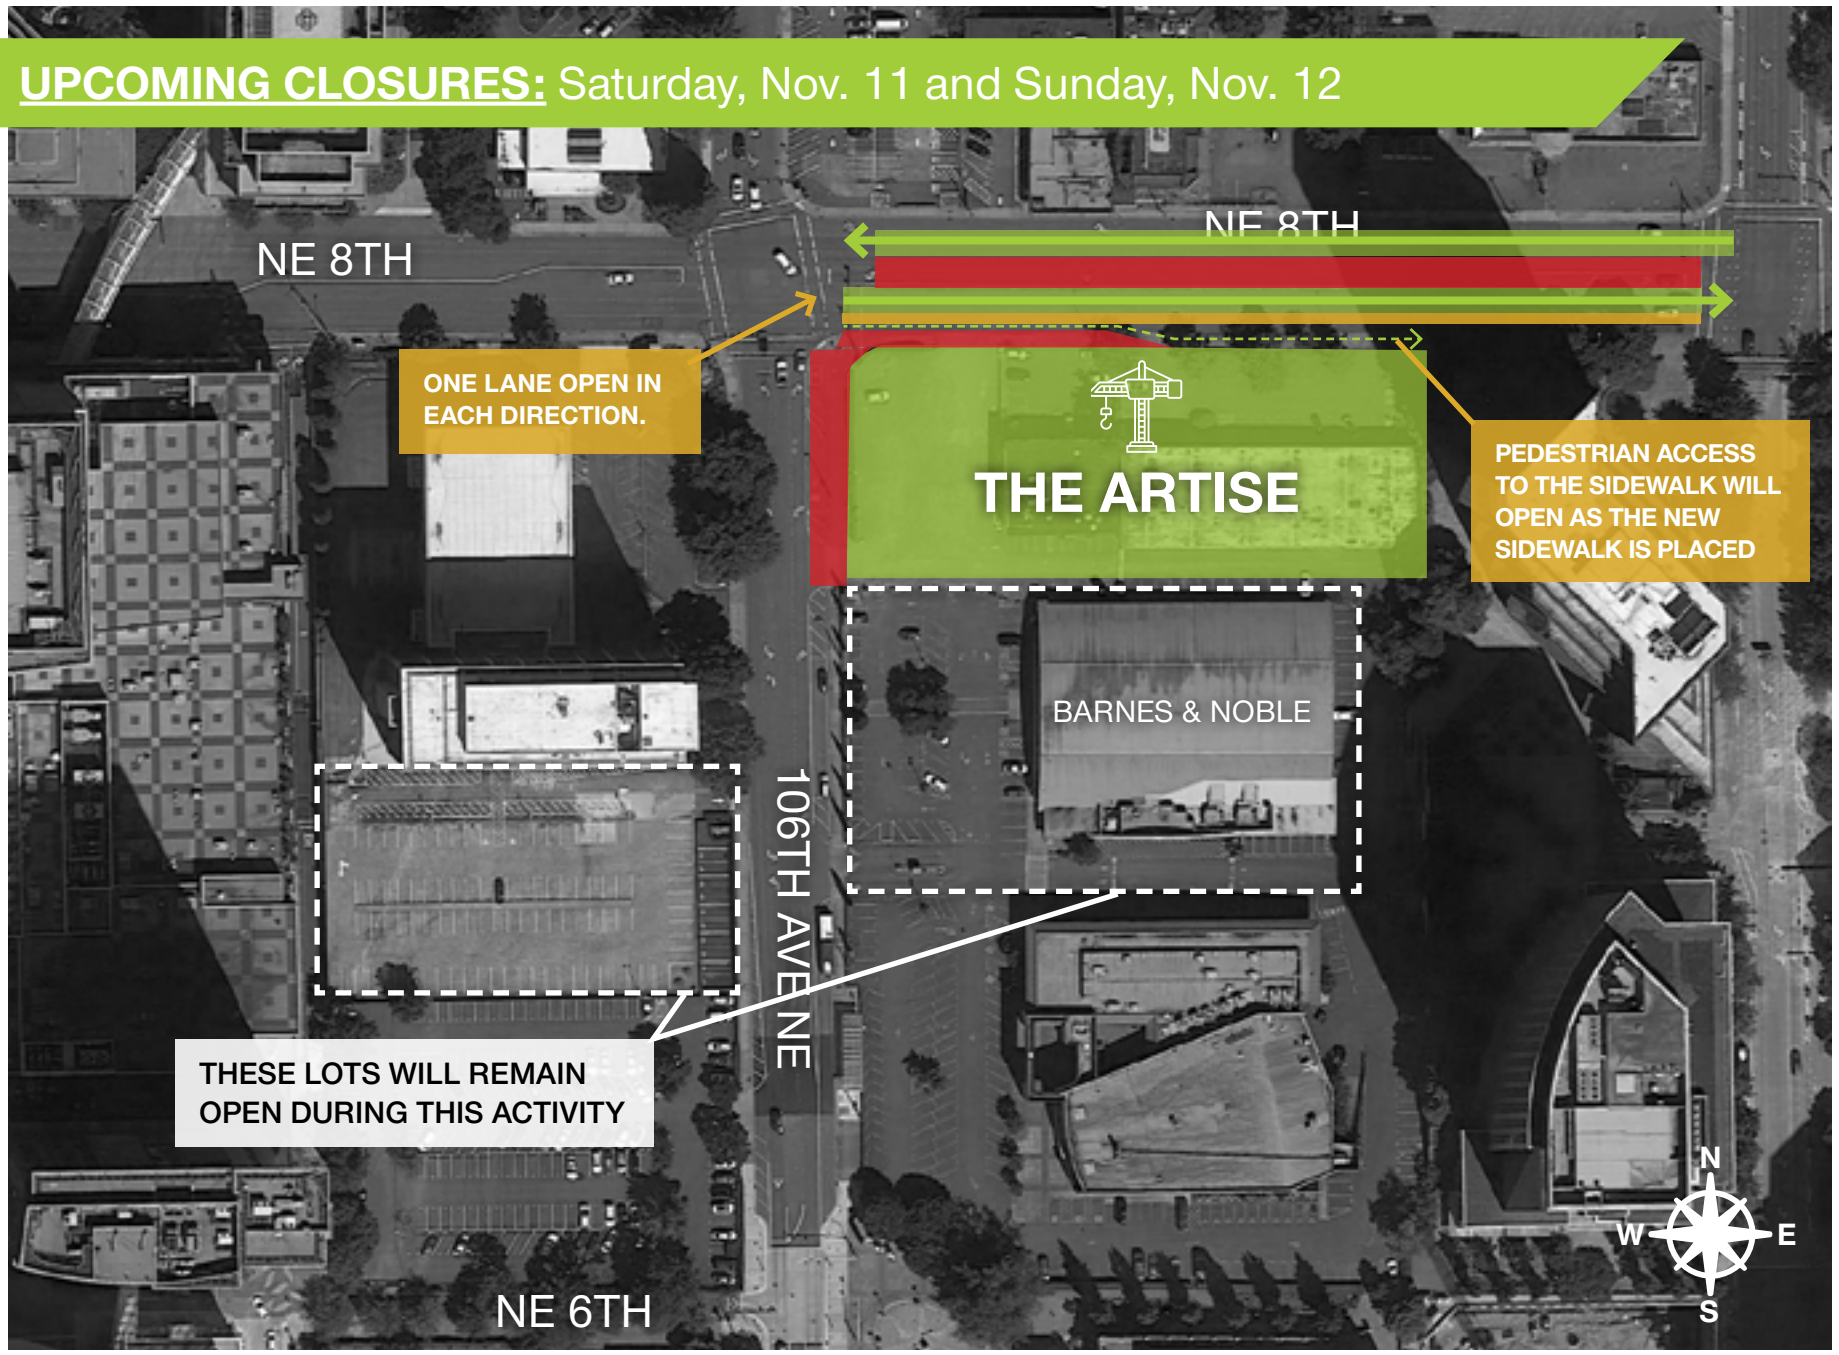 UPCOMING CLOSURES: Saturday, Nov. 11 and Sunday, Nov. 12
NE 8TH
NE 8TH
ONE LANE OPEN IN
EACH DIRECTION.
THE ARTISE
PEDESTRIAN ACCESS
TO THE SIDEWALK WILL
OPEN AS THE NEW
SIDEWALK IS PLACED
BARNES & NOBLE
106TH AVE NE
THESE LOTS WILL REMAIN
OPEN DURING THIS ACTIVITY
NE 6TH
N
W E
S